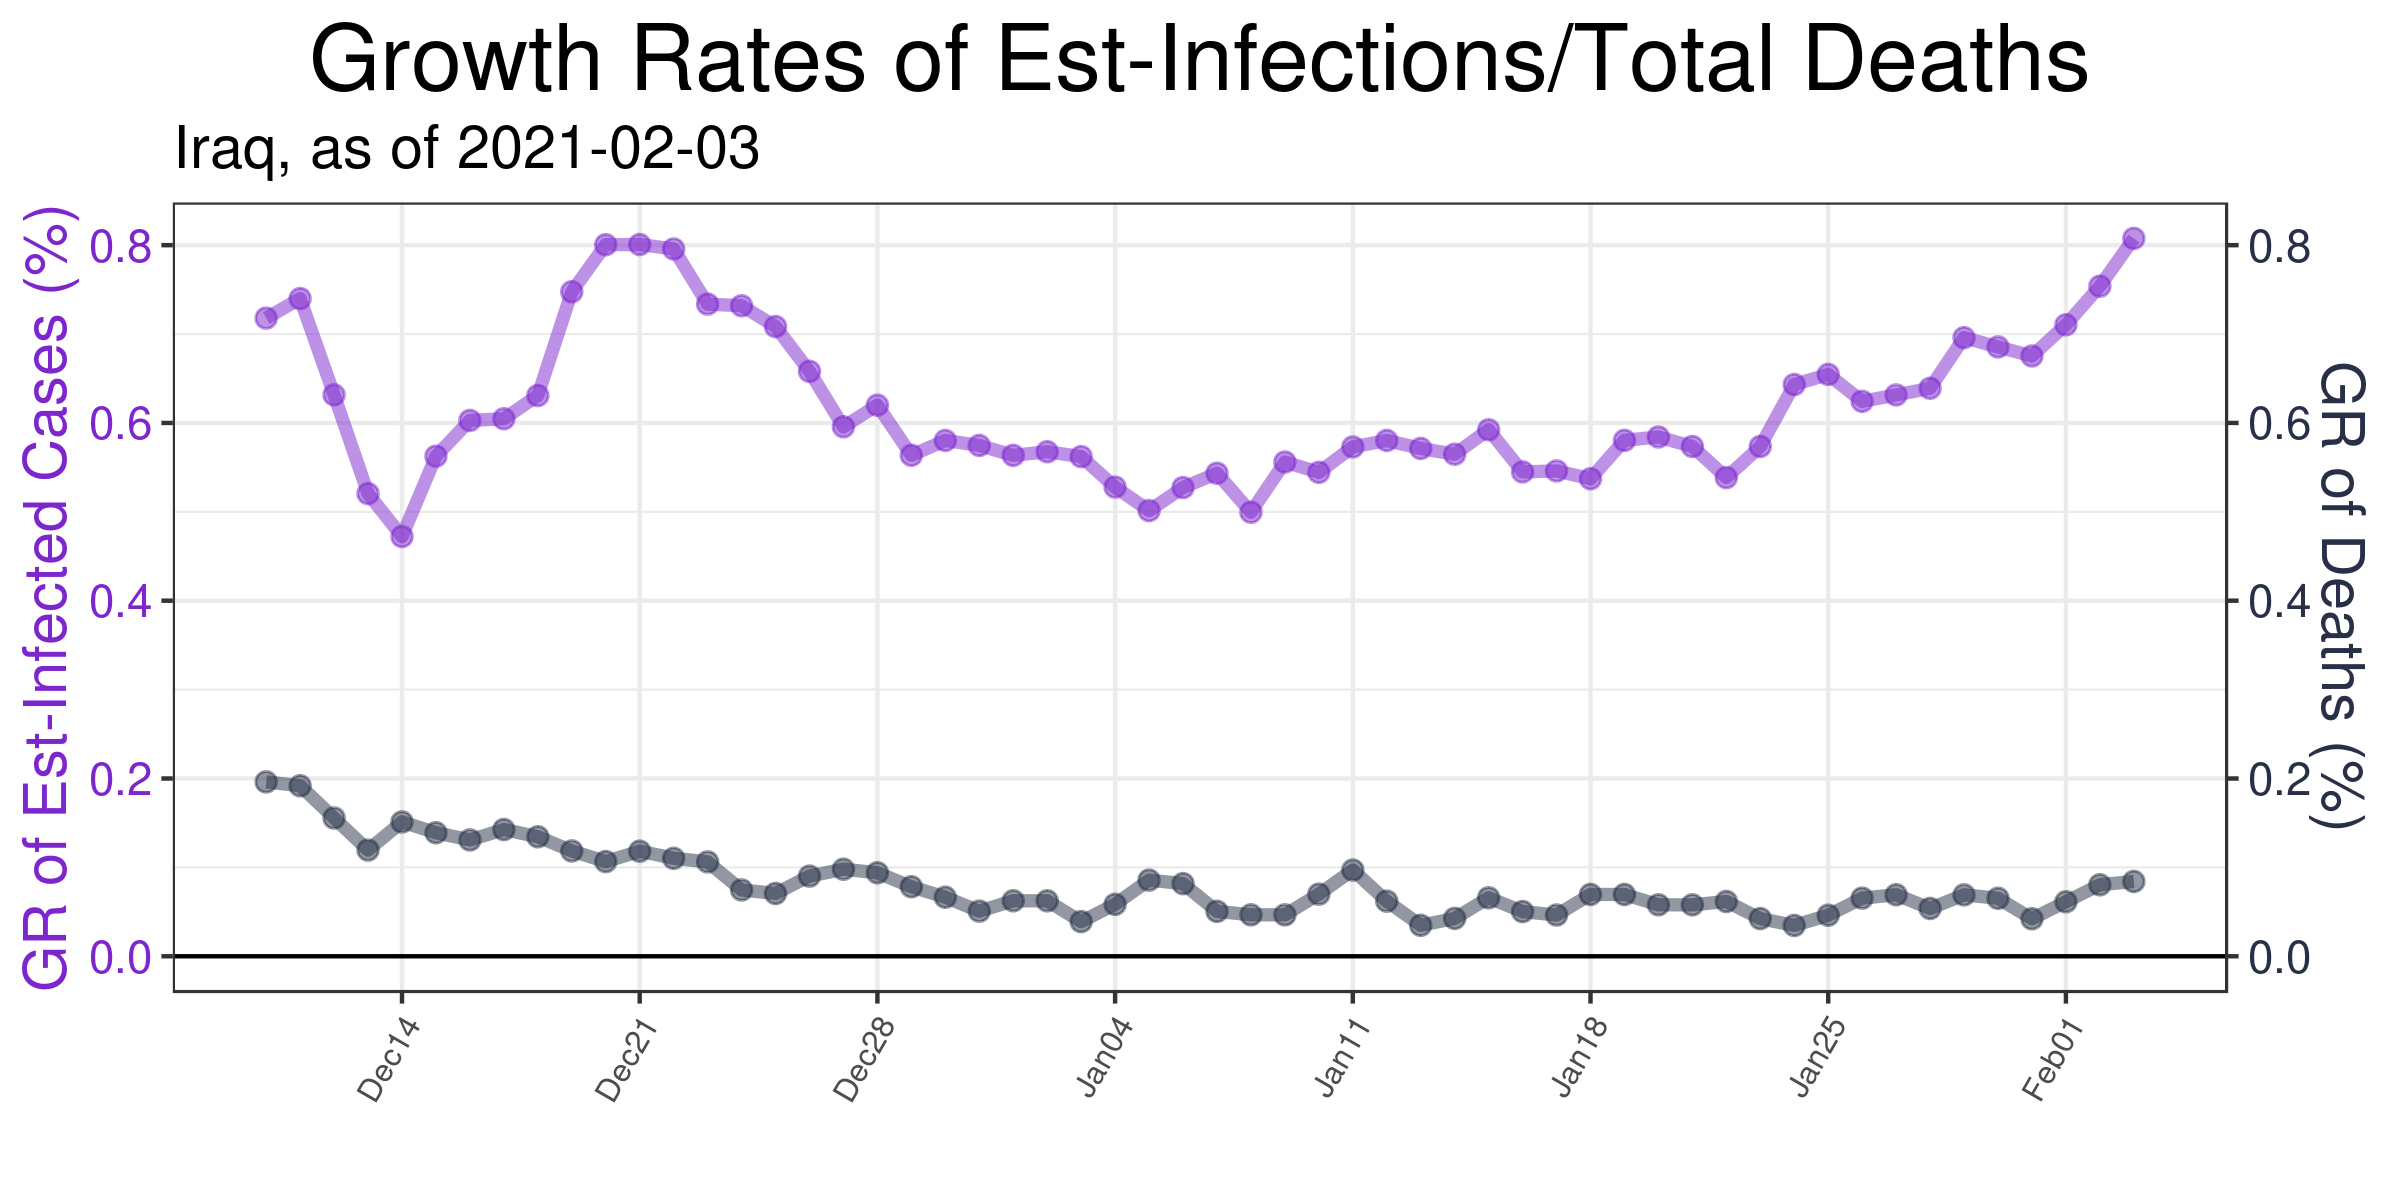 Growth Rates of Est-Infections/Total Deaths
Iraq, as of 2021-02-03
GR of Est-Infected Cases (%)
0.8
0.6
0.4
0.2
0.0
0.8
0.6
0.4
0.2
0.0
GR of Deaths (%)
Dec14
Dec21
Dec28
Jan04
Jan11
Jan18
Jan25
Feb01